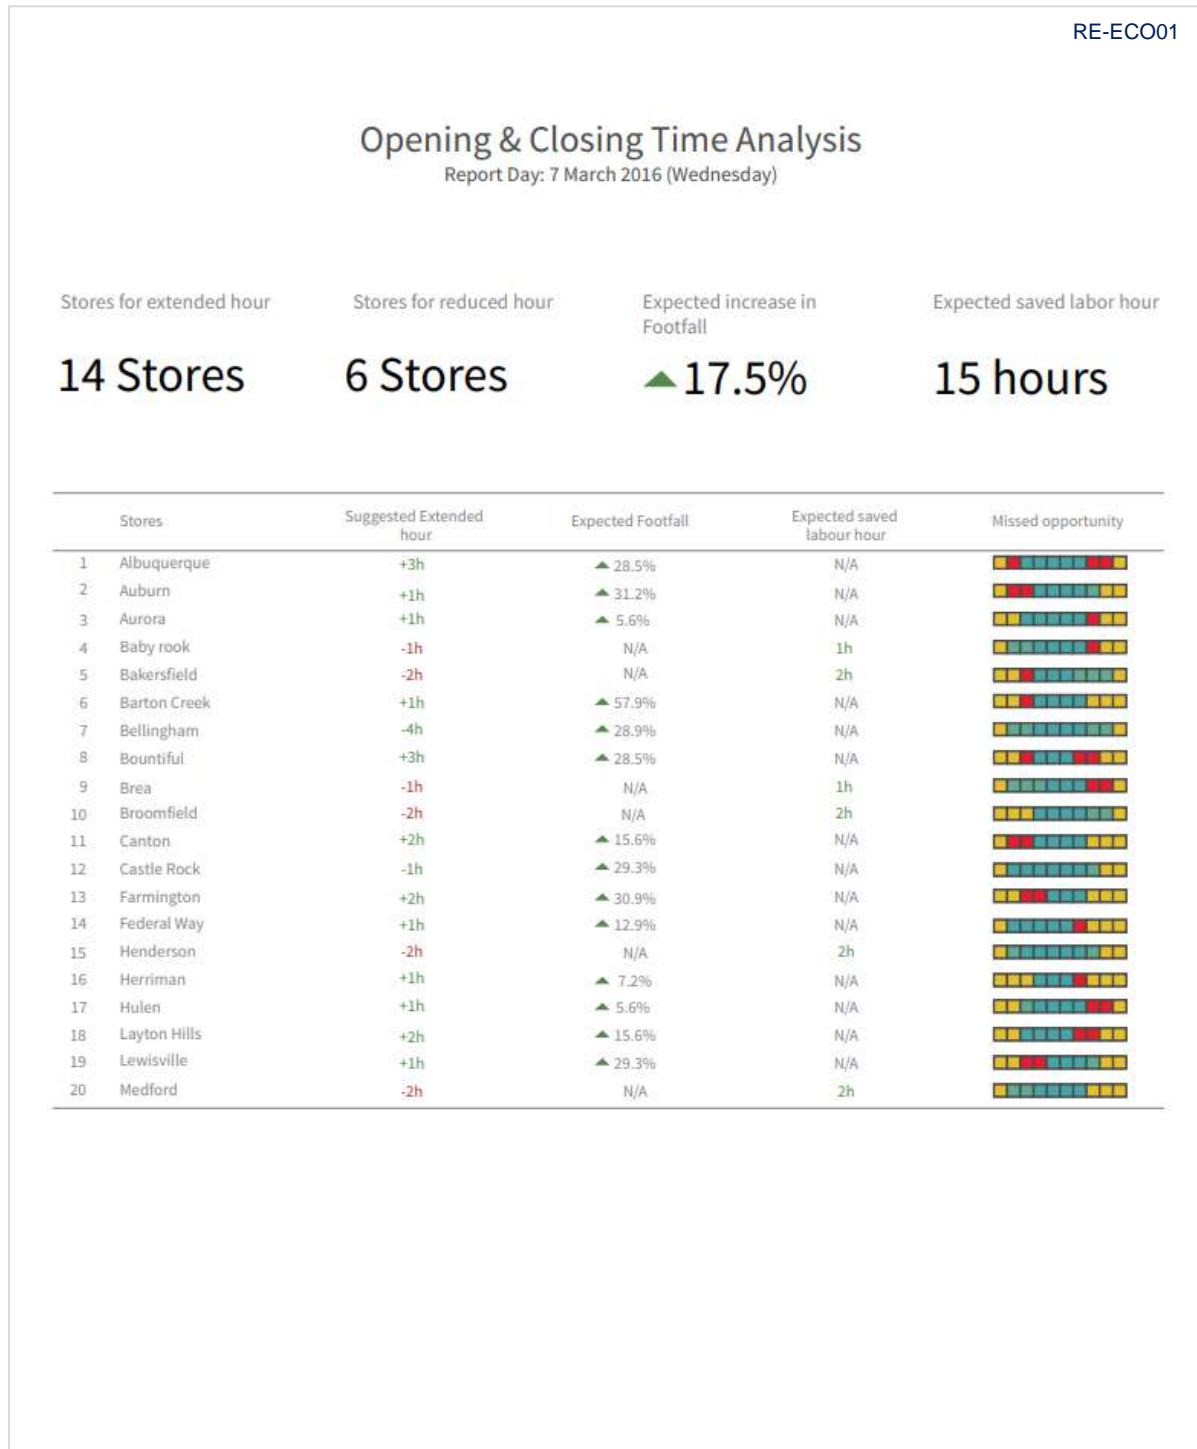 RE-ECO01
Opening & Closing Time Analysis
Report Day: 7 March 2016 (Wednesday)
Stores for extended hour
Stores for reduced hour
Expected increase in
Footfall
Expected saved labor hour
14 Stores
6 Stores
17.5%
15 hours
Stores Suggested Extended hour Expected Footfall Expected saved labour hour Missed opportunity
1 Albuquerque +3h 28.5% N/A
2 Auburn +1h 31.2% N/A
3 Aurora +1h 5.6% N/A
4 Baby rook -1h N/A 1h
5 Bakersfield -2h N/A 2h
6 Barton Creek +1h 57.9% N/A
7 Bellingham -4h 28.9% N/A
8 Bountiful +3h 28.5% N/A
9 Brea -1h N/A 1h
10 Broomfield -2h N/A 2h
11 Canton +2h 15.6% N/A
12 Castle Rock -1h 29.3% N/A
13 Farmington +2h 30.9% N/A
14 Federal Way +1h 12.9% N/A
15 Henderson -2h N/A 2h
16 Herriman +1h 7.2% N/A
17 Hulen +1h 5.6% N/A
18 Layton Hills +2h 15.6% N/A
19 Lewisville +1h 29.3% N/A
20 Medford -2h N/A 2h